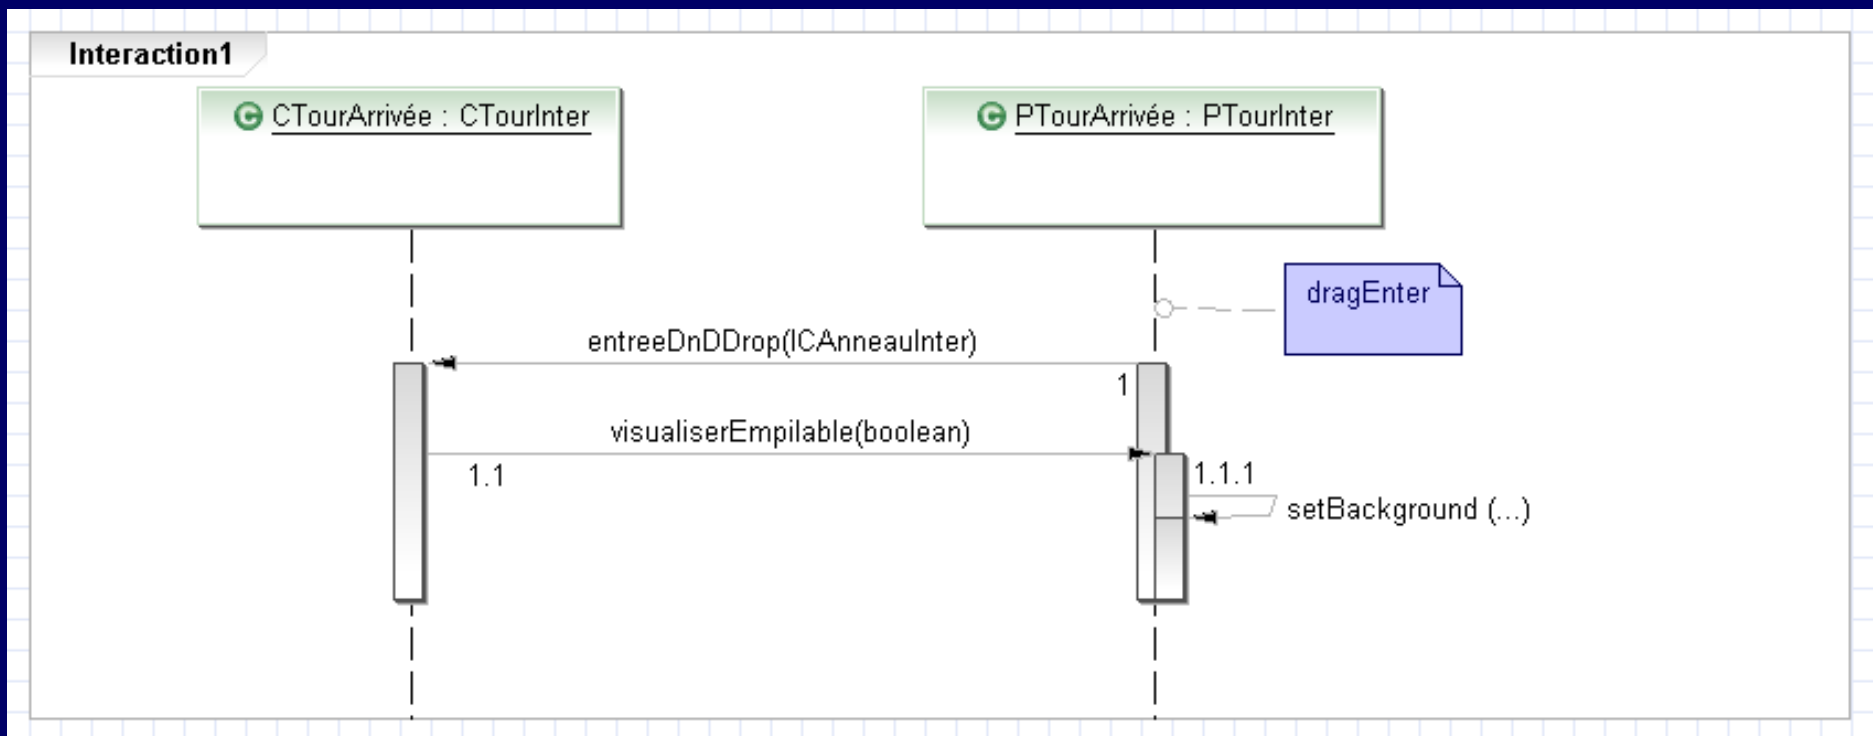 Interaction1
C CTourArrivée : CTourInter
C PTourArrivée : PTourInter
dragEnter
entreeDnDDrop(ICAnneauInter)
1
visualiserEmpilable(boolean)
1.1
1.1.1
setBackground (...)